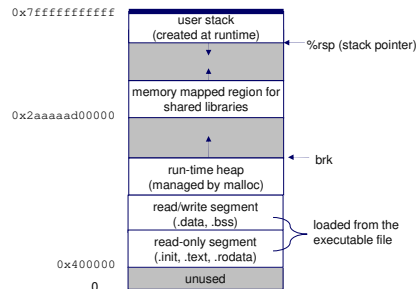 0x7fffffffffff
user stack
(created at runtime)
%rsp (stack pointer)
memory mapped region for
shared libraries
0x2aaaaad00000
brk
run-time heap
(managed by malloc)
read/write segment
(.data, .bss)
loaded from the
executable file
read-only segment
(.init, .text, .rodata)
0x400000
unused
0